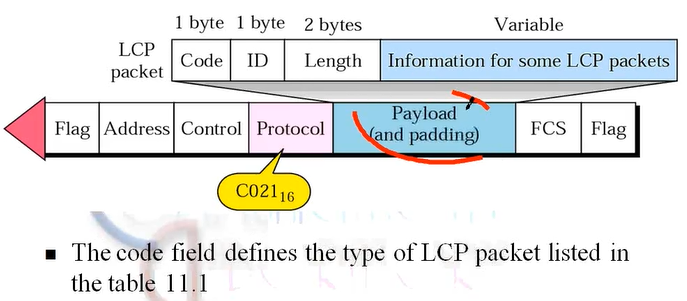 1 byte 1 byte 2 bytes Variable
LCP
packet
Code ID Length Information for some LCP packets
Flag Address Control Protocol Payload
(and padding) FCS Flag
C021₁₆
■ The code field defines the type of LCP packet listed in
the table 11.1